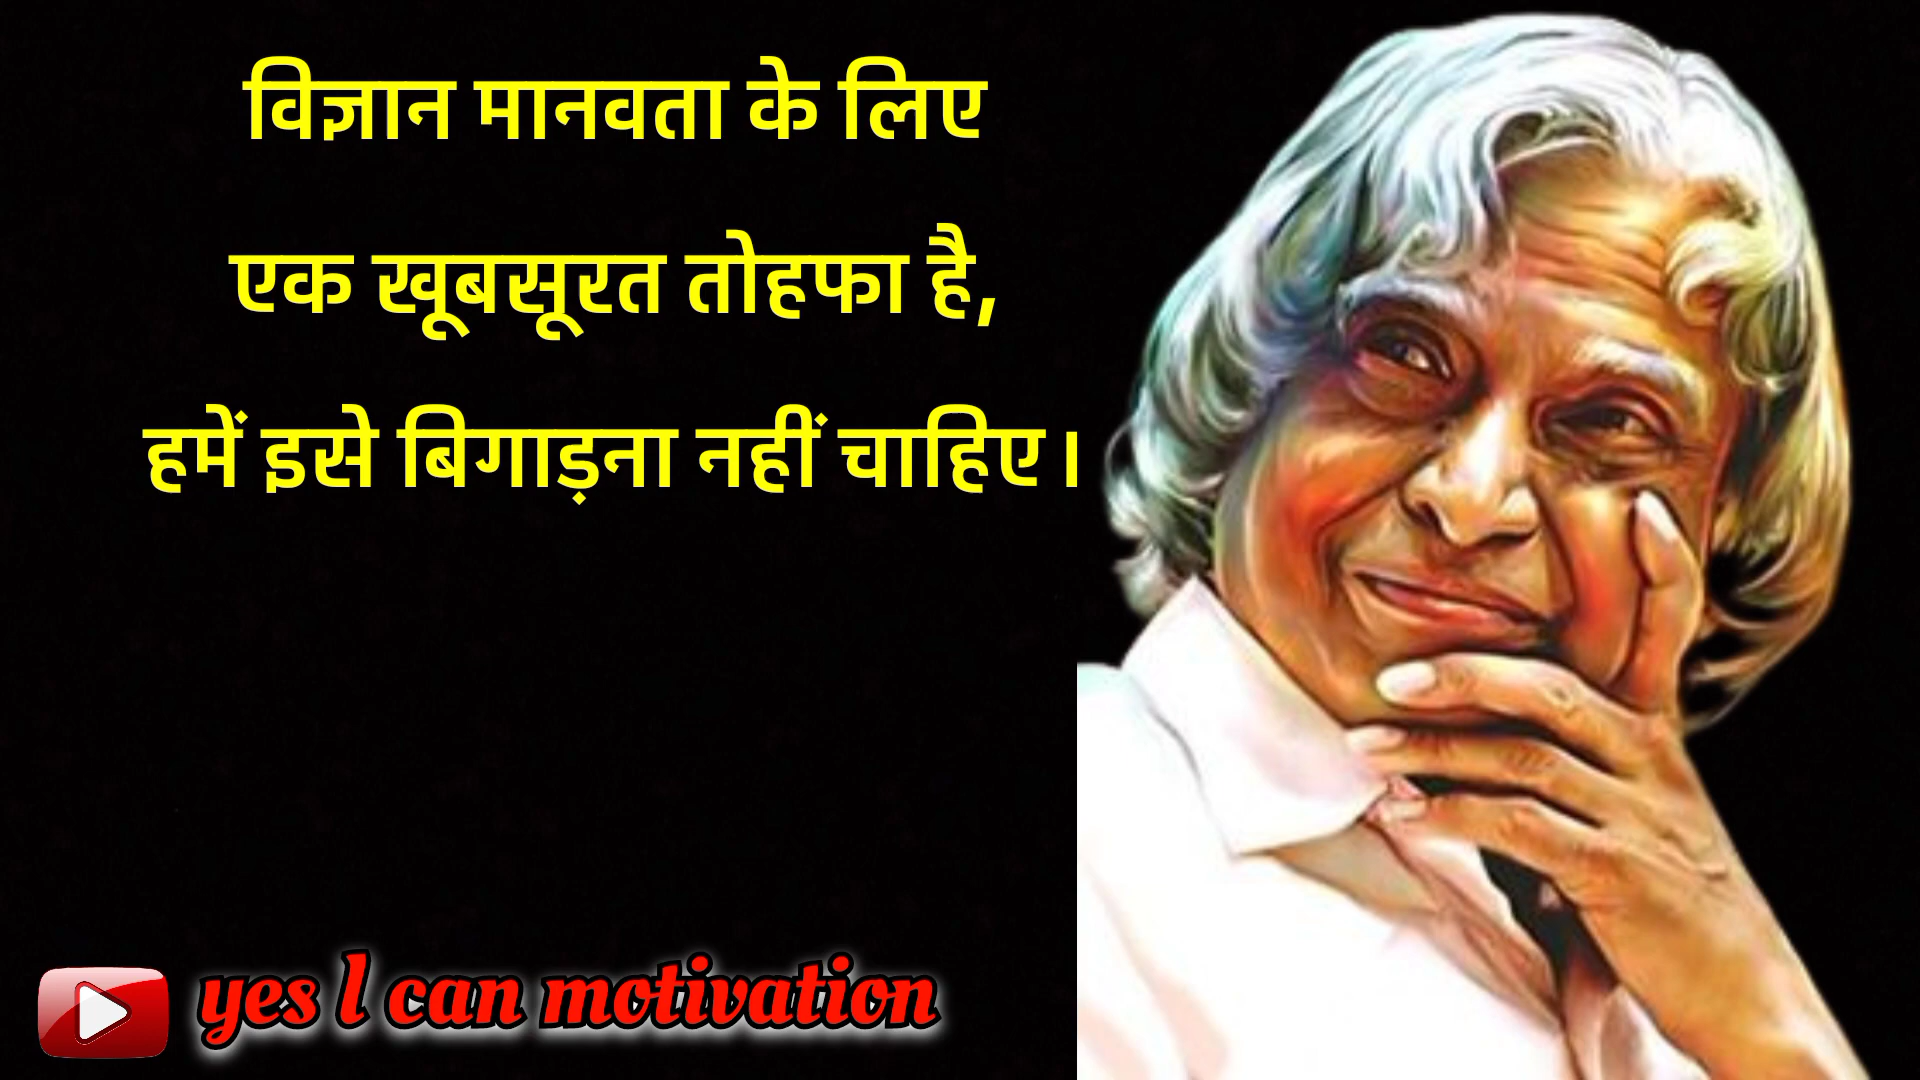 विज्ञान मानवता के लिए
एक खूबसूरत तोहफा है,
हमें इसे बिगाड़ना नहीं चाहिए।
yes l can motivation